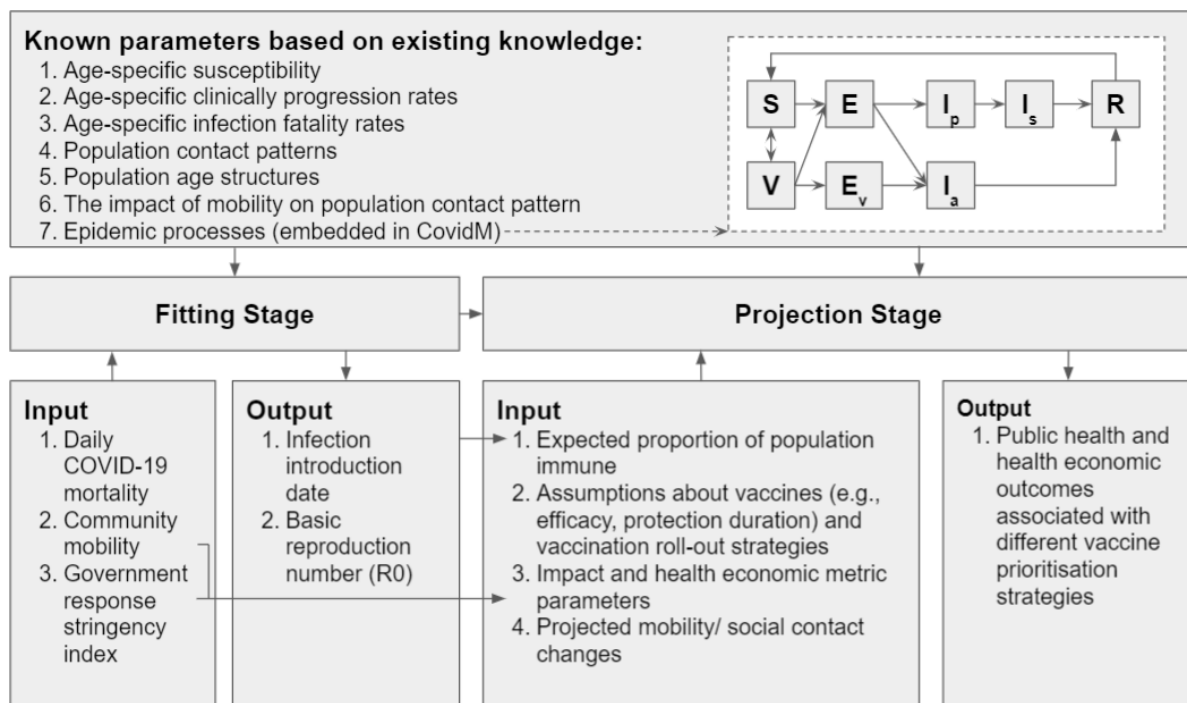 Known parameters based on existing knowledge:
1. Age-specific susceptibility
2. Age-specific clinically progression rates
3. Age-specific infection fatality rates
4. Population contact patterns
5. Population age structures
6. The impact of mobility on population contact pattern
7. Epidemic processes (embedded in CovidM)
S E Ip Is R
V Ev Ia
Fitting Stage
Projection Stage
Input
1. Daily
COVID-19
mortality
2. Community
mobility
3. Government
response
stringency
index
Output
1. Infection
introduction
date
2. Basic
reproduction
number (R0)
Input
1. Expected proportion of population
immune
2. Assumptions about vaccines (e.g.,
efficacy, protection duration) and
vaccination roll-out strategies
3. Impact and health economic metric
parameters
4. Projected mobility/ social contact
changes
Output
1. Public health and
health economic
outcomes
associated with
different vaccine
prioritisation
strategies